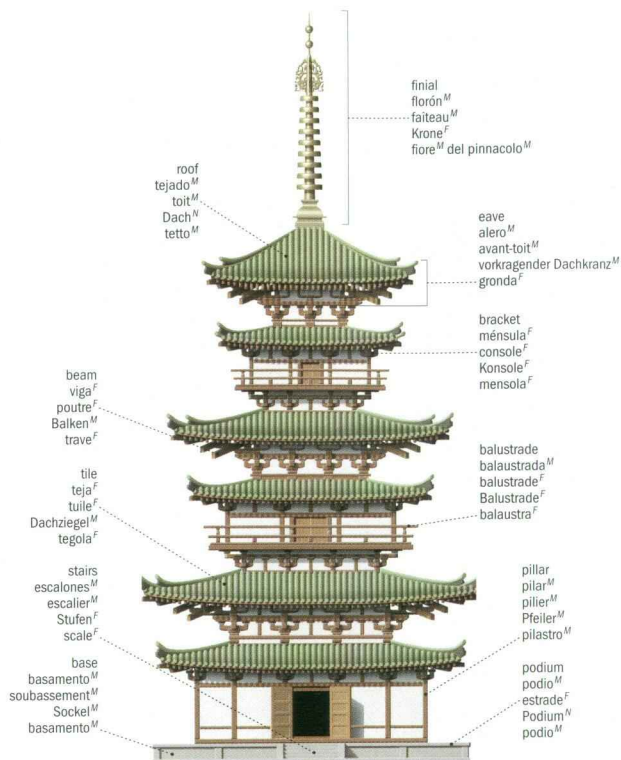 finial
florón M
faiteau M
Krone F
fiore M del pinnacolo M
roof
tejado M
toit M
Dach N
tetto M
eave
alero M
avant-toit M
vorkragender Dachkranz M
gronda F
bracket
ménsula F
console F
Konsole F
mensola F
beam
viga F
poutre F
Balken M
trave F
balustrade
balaustrada M
balustrade F
Balustrade F
balaustra F
tile
teja F
tuile F
Dachziegel M
tegola F
stairs
escalones M
escalier M
Stufen F
scale F
pillar
pilar M
pilier M
Pfeiler M
pilastro M
base
basamento M
soubassement M
Sockel M
basamento M
podium
podio M
estrade F
Podium N
podio M